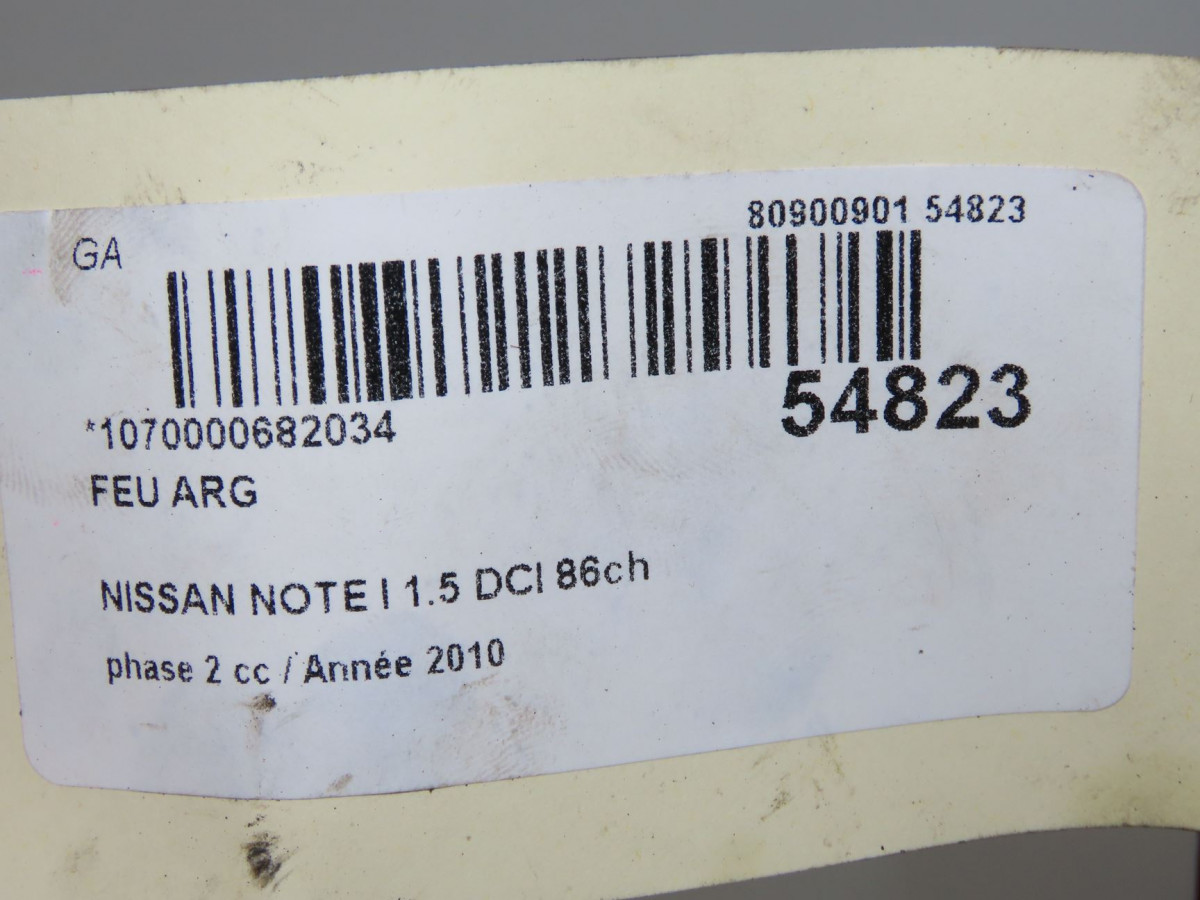 80900901 54823
GA
54823
*1070000682034
FEU ARG
NISSAN NOTE I 1.5 DCI 86ch
phase 2 cc / Année 2010